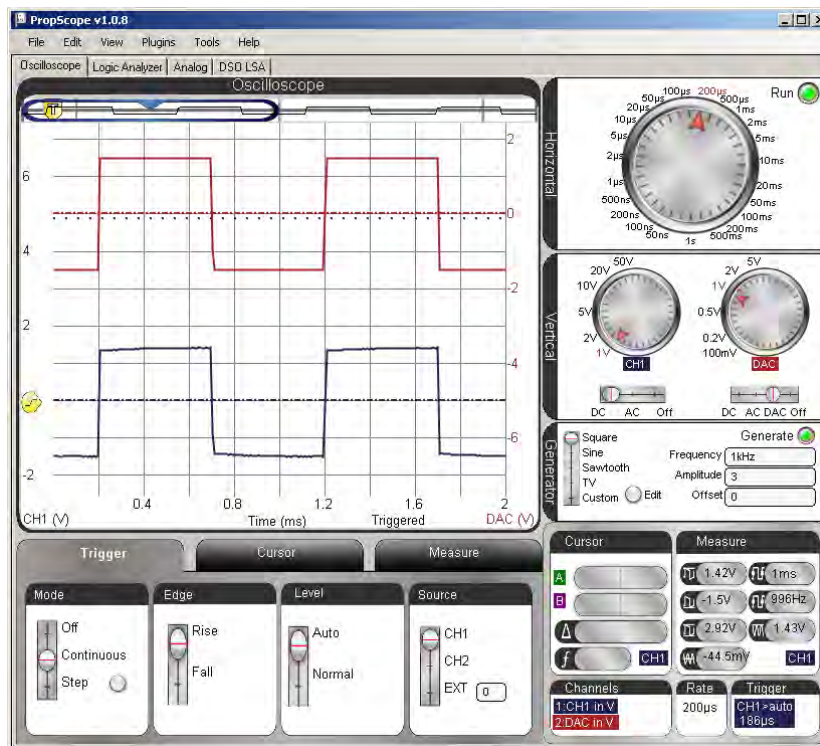 PropScope v1.0.8
File Edit View Plugins Tools Help
Oscilloscope Logic Analyzer Analog DSO LSA
Oscilloscope
T
6
4
2
0
-2
2
0
-2
-4
-6
0.4 0.8 1.2 1.6 2
CH1 (V) Time (ms) Triggered DAC (V)
Horizontal
Run
50ns
100ns
200ns
500ns
1µs
2µs
5µs
10µs
20µs
50µs
100µs
200µs
500µs
1ms
2ms
5ms
10ms
20ms
50ms
100ms
200ms
500ms
1s
Vertical
50V
20V
10V
5V
2V
1V
CH1
DC AC Off
5V
2V
1V
0.5V
0.2V
100mV
DAC
DC AC DAC Off
Generator
Square
Sine
Sawtooth
TV
Custom Edit
Generate
Frequency 1kHz
Amplitude 3
Offset 0
Trigger Cursor Measure
Mode
Off
Continuous
Step
Edge
Rise
Fall
Level
Auto
Normal
Source
CH1
CH2
EXT 0
Cursor
A
B
Δ
f CH1
Measure
1.42V 1ms
-1.5V 996Hz
2.92V 1.43V
-44.5mV CH1
Channels
1:CH1 in V
2:DAC in V
Rate
200µs
Trigger
CH1>auto
186µs